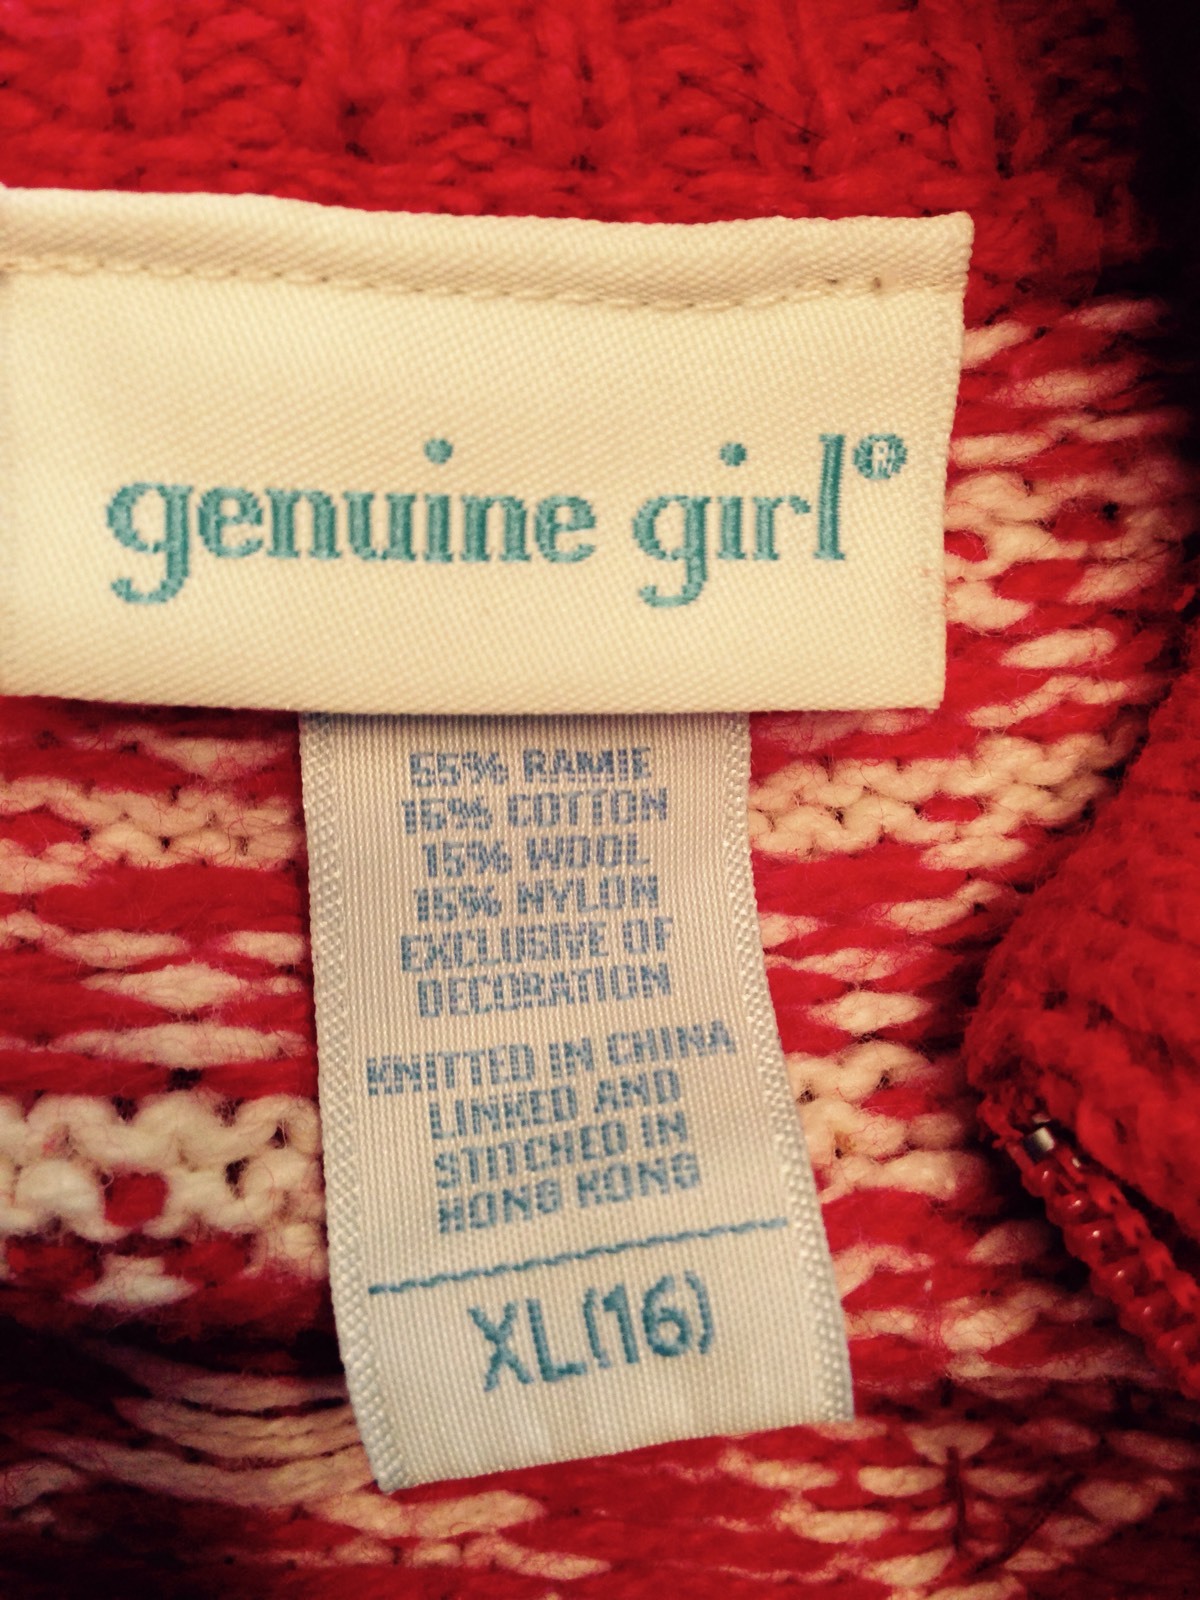 genuine girl®
55% RAMIE
15% COTTON
15% WOOL
15% NYLON
EXCLUSIVE OF
DECORATION
KNITTED IN CHINA
LINKED AND
STITCHED IN
HONG KONG
XL(16)